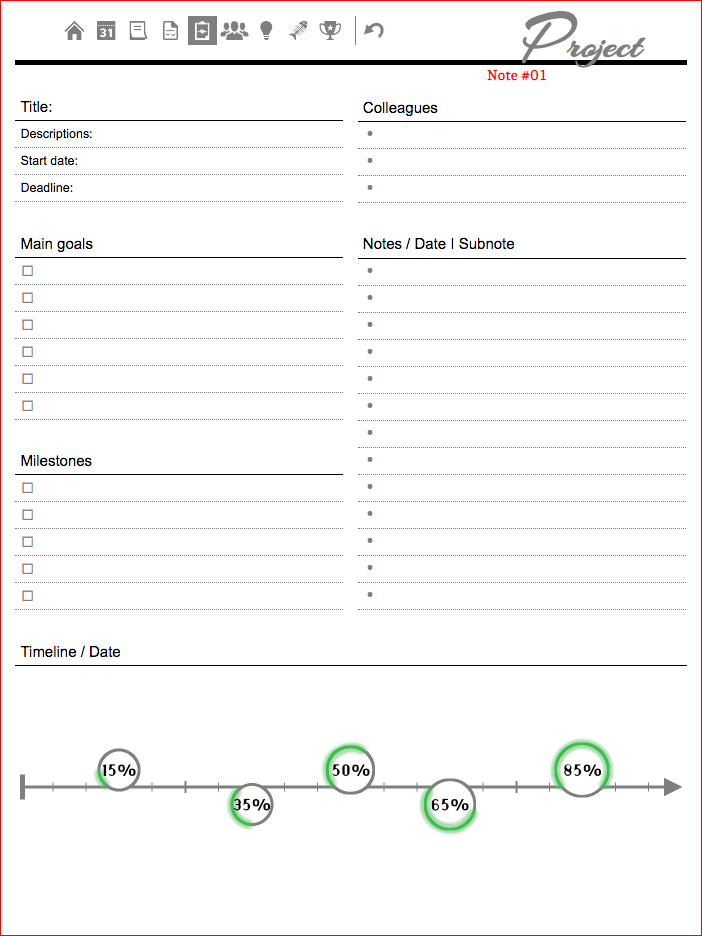 31
Project
Note #01
Title:
Descriptions:
Start date:
Deadline:
Colleagues
Main goals
Notes / Date | Subnote
Milestones
Timeline / Date
15%
35%
50%
65%
85%